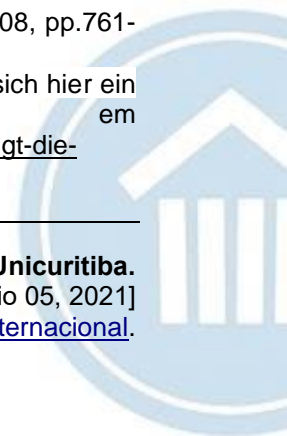 08, pp.761-
sich hier ein
em
gt-die-
Unicuritiba.
io 05, 2021]
ternacional.